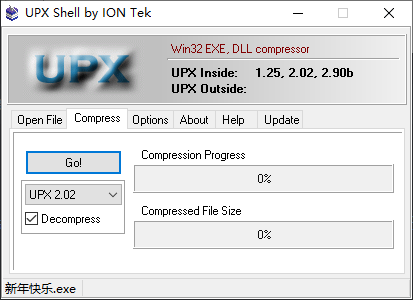 UPX Shell by ION Tek
UPX
Win32 EXE, DLL compressor
UPX Inside: 1.25, 2.02, 2.90b
UPX Outside:
Open File Compress Options About Help Update
Go!
UPX 2.02
Decompress
Compression Progress
0%
Compressed File Size
0%
新年快乐.exe